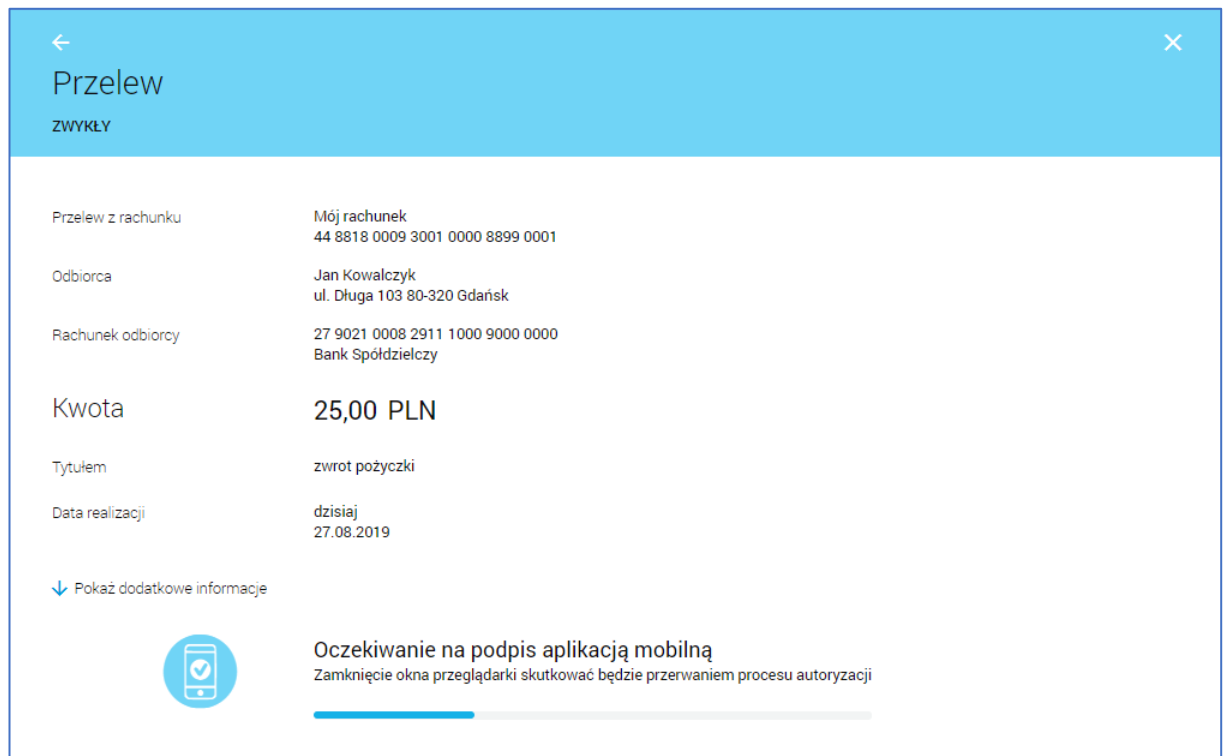 Przelew
ZWYKŁY
Przelew z rachunku
Mój rachunek
44 8818 0009 3001 0000 8899 0001
Odbiorca
Jan Kowalczyk
ul. Długa 103 80-320 Gdańsk
Rachunek odbiorcy
27 9021 0008 2911 1000 9000 0000
Bank Spółdzielczy
Kwota
25,00 PLN
Tytułem
zwrot pożyczki
Data realizacji
dzisiaj
27.08.2019
Pokaż dodatkowe informacje
Oczekiwanie na podpis aplikacją mobilną
Zamknięcie okna przeglądarki skutkować będzie przerwaniem procesu autoryzacji